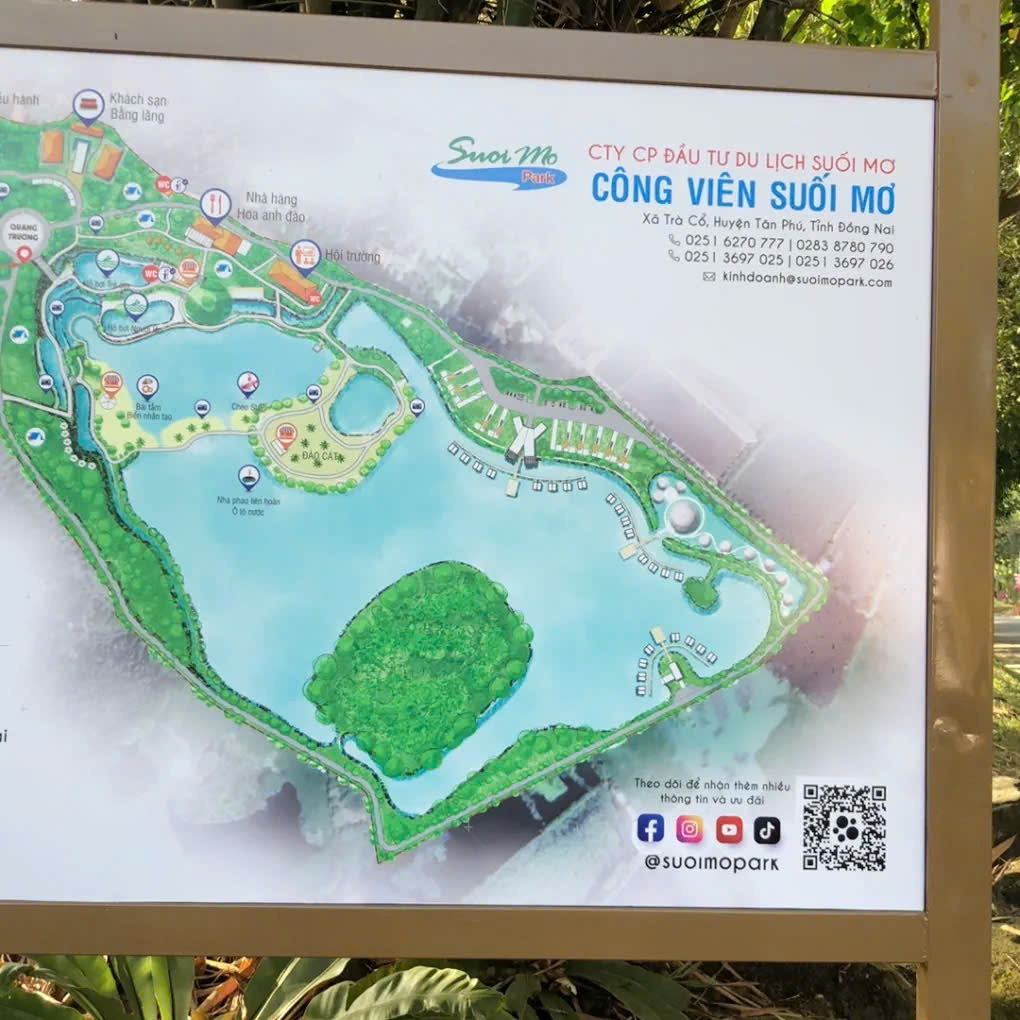 hành
Khách sạn
Bằng lăng
WC
Nhà hàng
Hoa anh đào
QUẢNG
TRƯỜNG
Hội trường
WC
WC
Bãi tắm
Biển nhân tạo
ĐẢO CÁT
Nhà phao liên hoàn
Ô tô nước
Suoi Mo
Park
CTY CP ĐẦU TƯ DU LỊCH SUỐI MƠ
CÔNG VIÊN SUỐI MƠ
Xã Trà Cổ, Huyện Tân Phú, Tỉnh Đồng Nai
0251 6270 777 | 0283 8780 790
0251 3697 025 | 0251 3697 026
kinhdoanh@suoimopark.com
Theo dõi để nhận thêm nhiều
thông tin và ưu đãi
@suoimopark